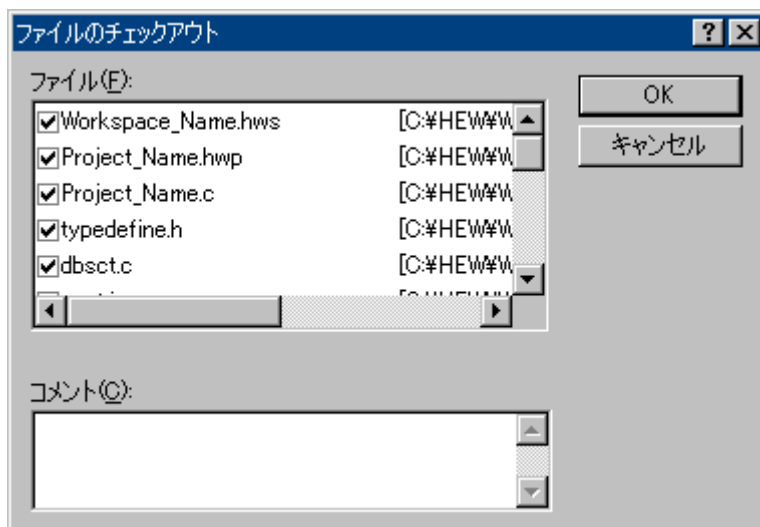 ファイルのチェックアウト
ファイル(F):
OK
キャンセル
Workspace_Name.hws [C:¥HEW¥W
Project_Name.hwp [C:¥HEW¥W
Project_Name.c [C:¥HEW¥W
typedefine.h [C:¥HEW¥W
dbsct.c [C:¥HEW¥W
コメント(C):